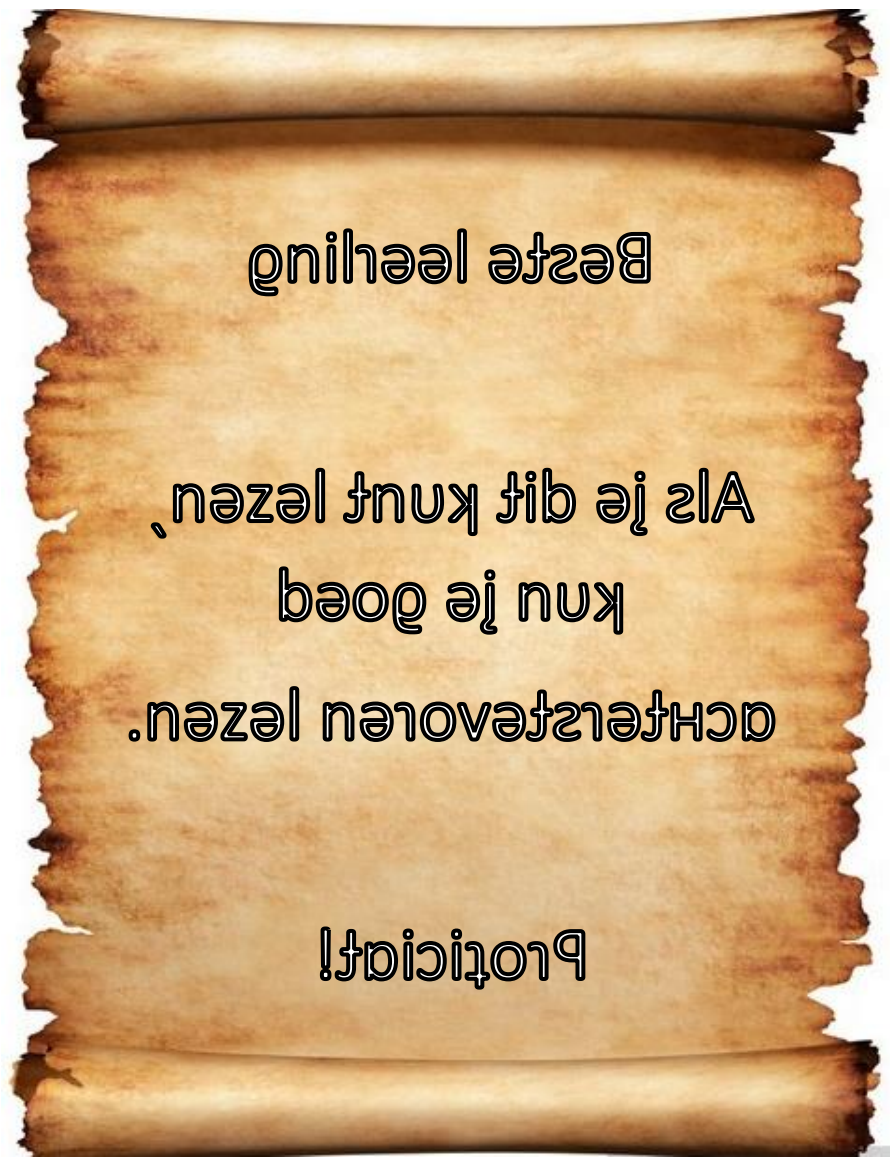 Beste leerling
Als je dit kunt lezen,
kun je goed
achterstevoren lezen.
Proficiat!